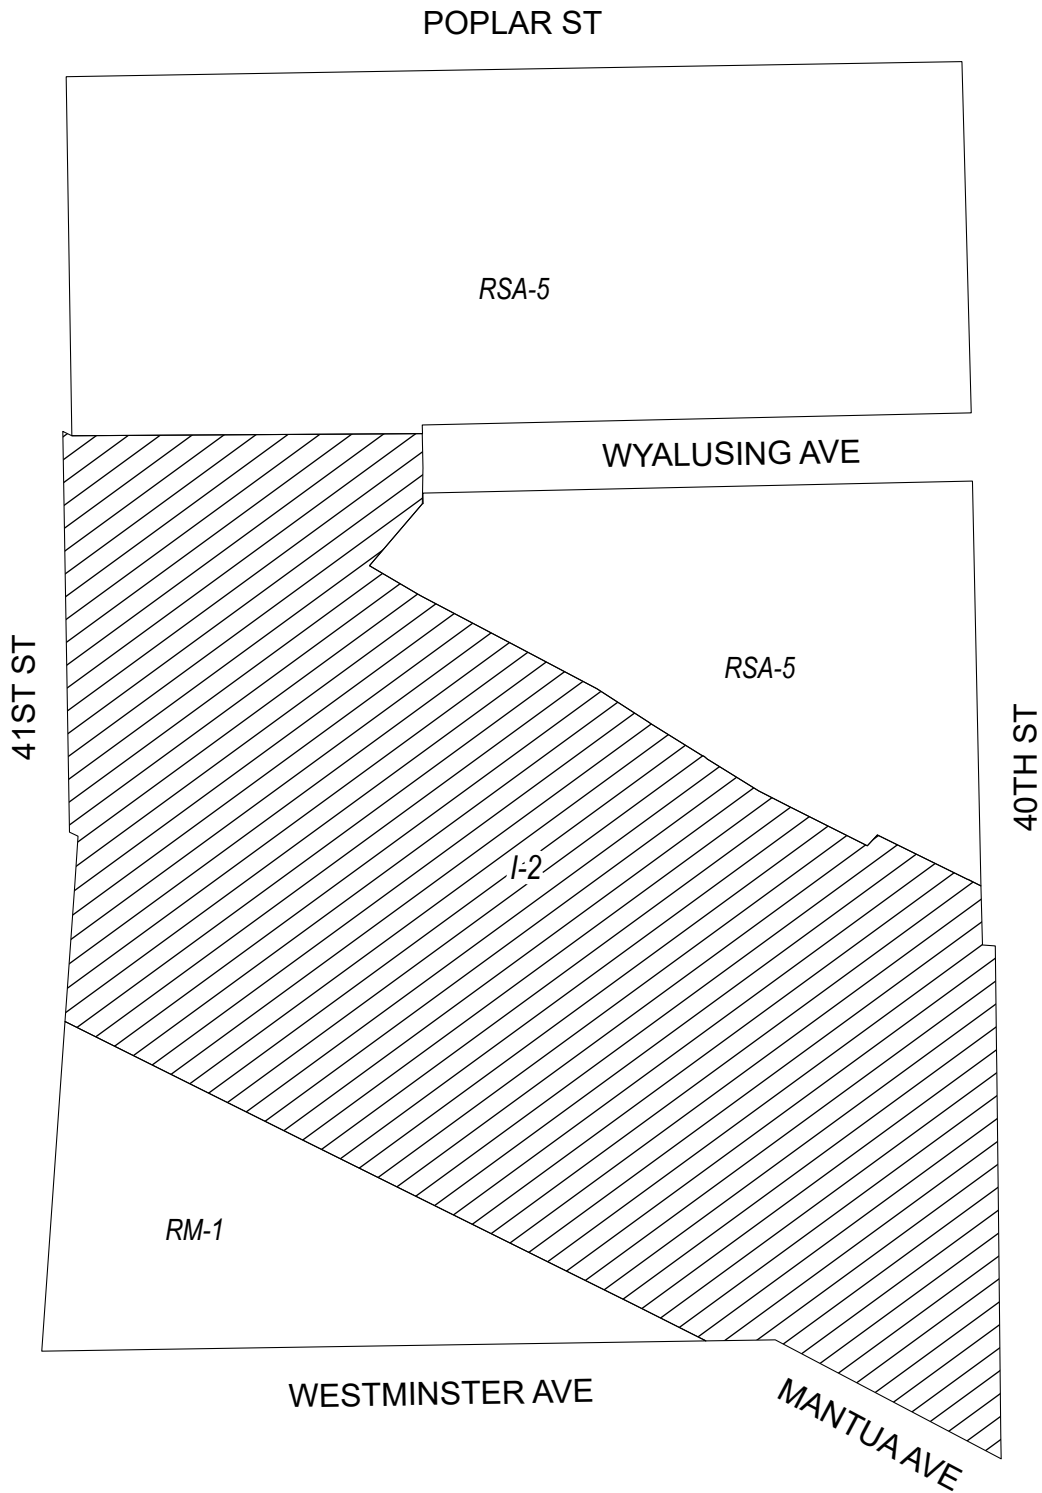 POPLAR ST
RSA-5
WYALUSING AVE
41ST ST
RSA-5
40TH ST
I-2
RM-1
WESTMINSTER AVE
MANTUA AVE